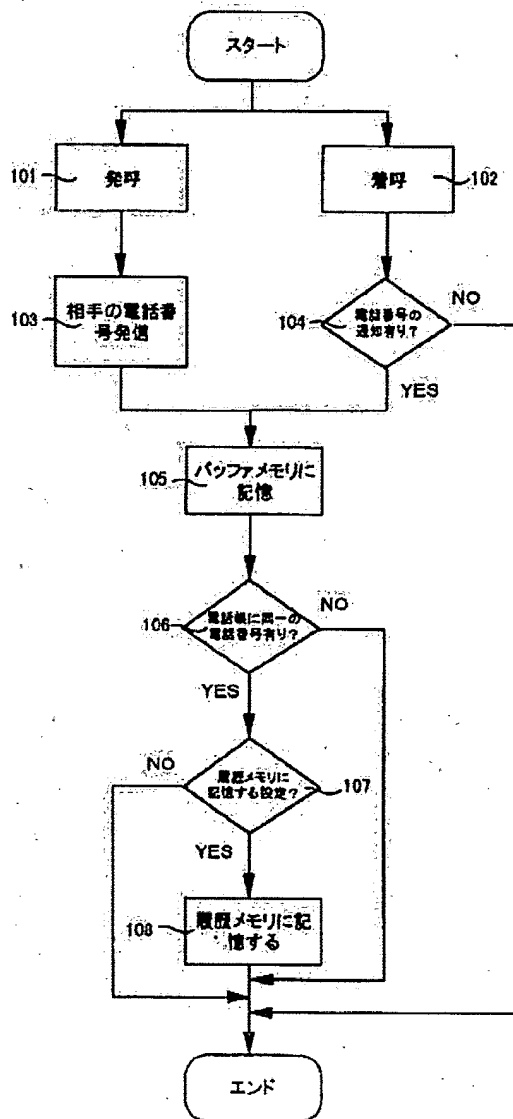 スタート
101
発呼
着呼
102
103
相手の電話番
号発信
104
電話番号の
通知有り?
NO
YES
105
バッファメモリに
記憶
106
電話帳に同一の
電話番号有り?
NO
YES
NO
履歴メモリに
記憶する設定?
107
YES
108
履歴メモリに記
憶する
エンド